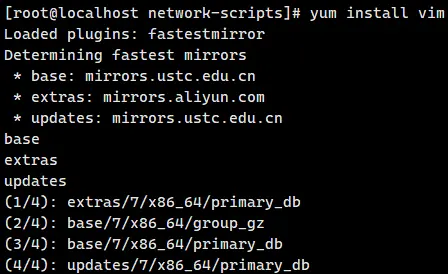 [root@localhost network-scripts]# yum install vim
Loaded plugins: fastestmirror
Determining fastest mirrors
 * base: mirrors.ustc.edu.cn
 * extras: mirrors.aliyun.com
 * updates: mirrors.ustc.edu.cn
base
extras
updates
(1/4): extras/7/x86_64/primary_db
(2/4): base/7/x86_64/group_gz
(3/4): base/7/x86_64/primary_db
(4/4): updates/7/x86_64/primary_db